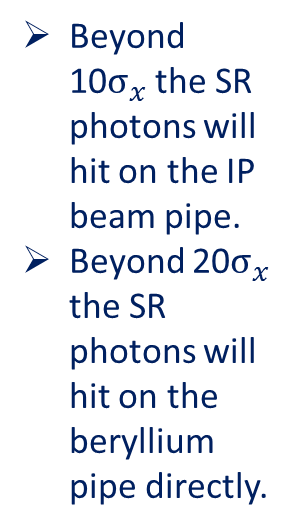 ➢ Beyond
10σₓ the SR
photons will
hit on the IP
beam pipe.
➢ Beyond 20σₓ
the SR
photons will
hit on the
beryllium
pipe directly.